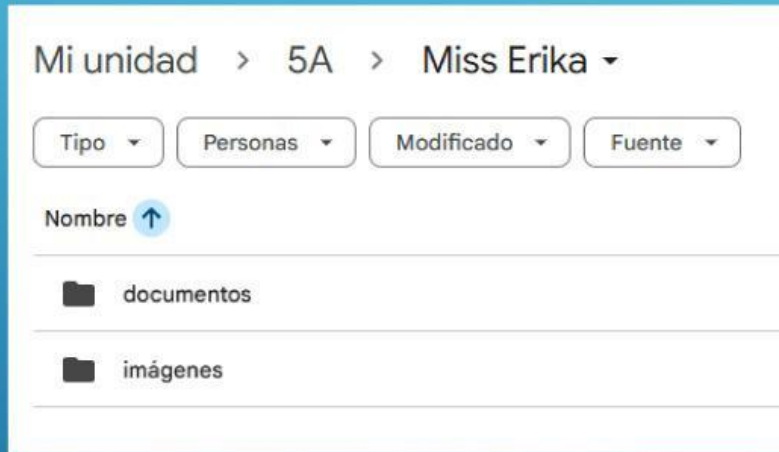 Mi unidad > 5A > Miss Erika
Tipo Personas Modificado Fuente
Nombre
documentos
imágenes